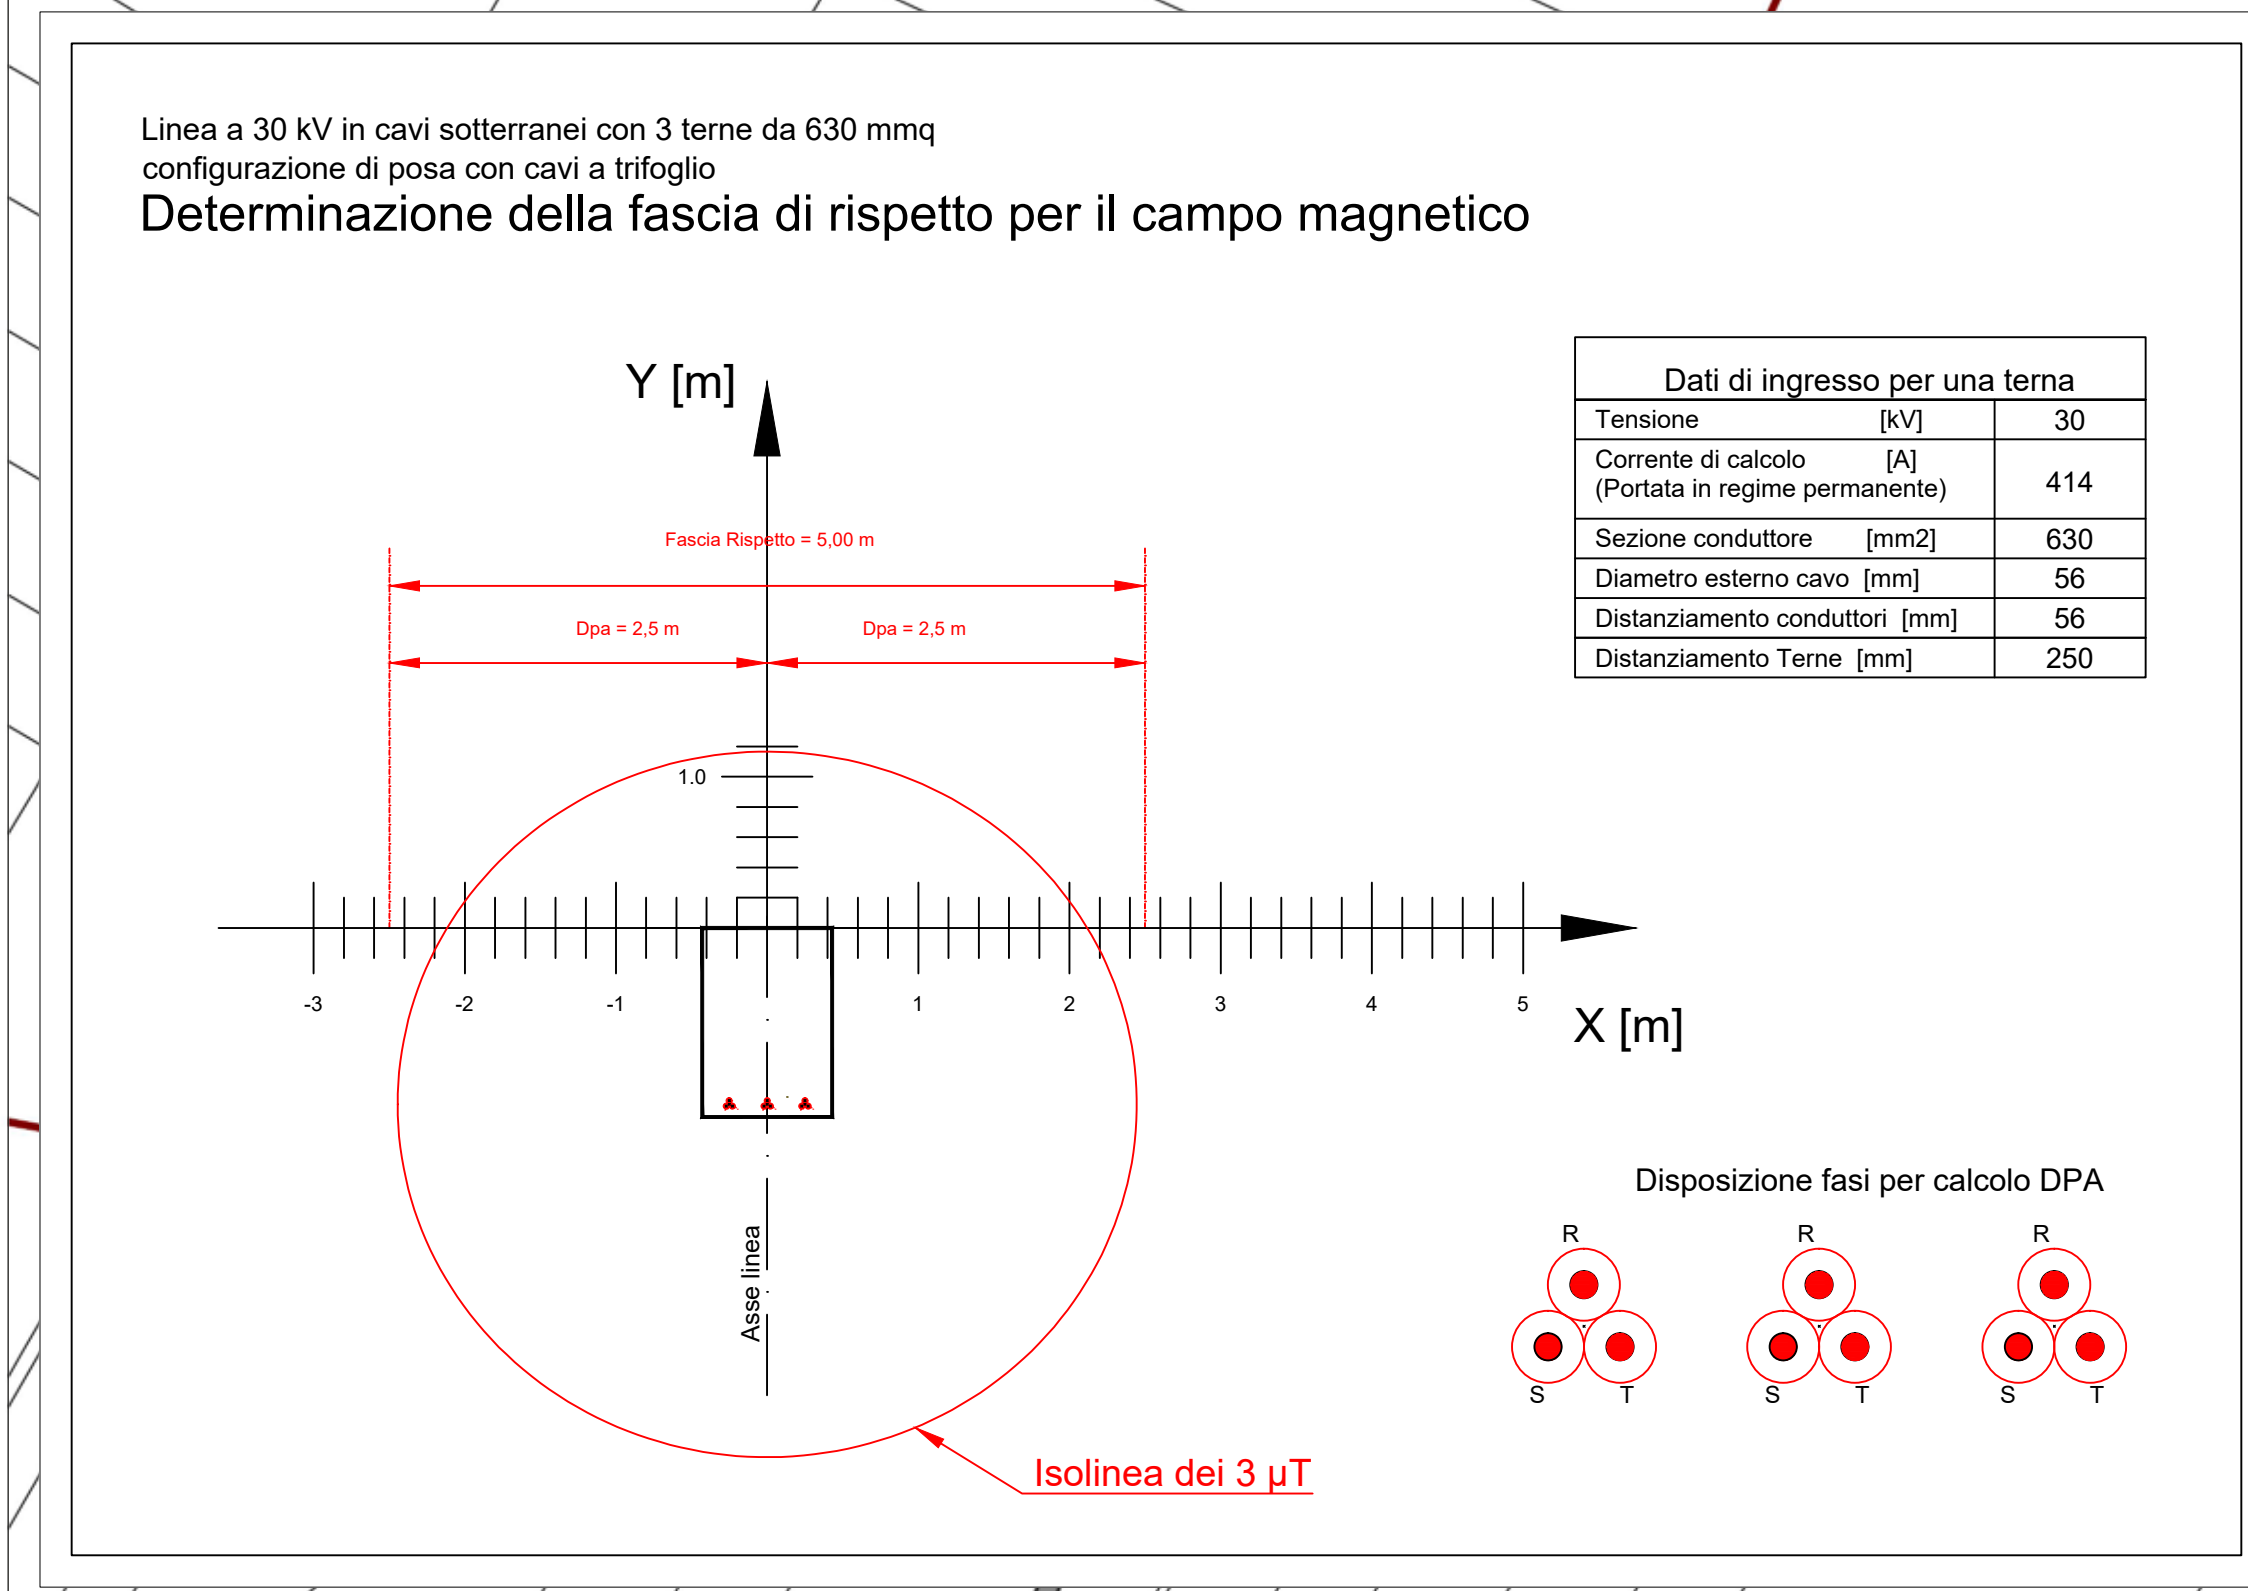 Linea a 30 kV in cavi sotterranei con 3 terne da 630 mmq
configurazione di posa con cavi a trifoglio
Determinazione della fascia di rispetto per il campo magnetico
Y [m]
Fascia Rispetto = 5,00 m
Dpa = 2,5 m
Dpa = 2,5 m
1.0
-3
-2
-1
1
2
3
4
5
X [m]
Asse linea
Isolinea dei 3 µT
Dati di ingresso per una terna
Tensione [kV] 30
Corrente di calcolo [A]
(Portata in regime permanente) 414
Sezione conduttore [mm2] 630
Diametro esterno cavo [mm] 56
Distanziamento conduttori [mm] 56
Distanziamento Terne [mm] 250
Disposizione fasi per calcolo DPA
R R R
S T S T S T